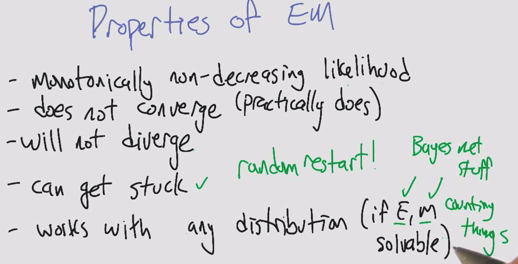 Properties of EM
- monotonically non-decreasing likelihood
- does not converge (practically does)
- will not diverge
- can get stuck ✓ random restart!
Bayes net
stuff
- works with any distribution (if E, M
solvable)
counting
things